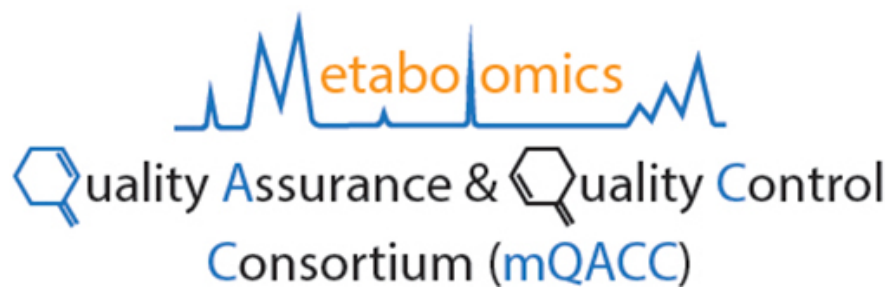 Metabolomics
Quality Assurance & Quality Control
Consortium (mQACC)